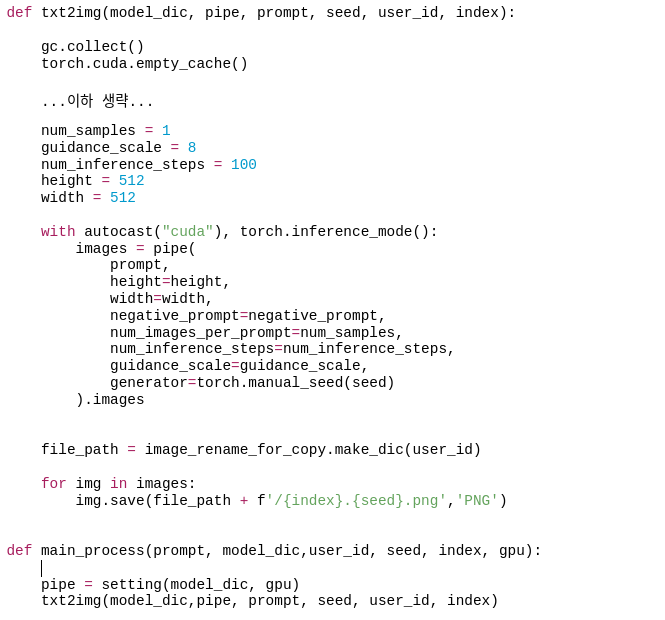 def txt2img(model_dic, pipe, prompt, seed, user_id, index):
    gc.collect()
    torch.cuda.empty_cache()
    ...이하 생략...
    num_samples = 1
    guidance_scale = 8
    num_inference_steps = 100
    height = 512
    width = 512
    with autocast("cuda"), torch.inference_mode():
        images = pipe(
            prompt,
            height=height,
            width=width,
            negative_prompt=negative_prompt,
            num_images_per_prompt=num_samples,
            num_inference_steps=num_inference_steps,
            guidance_scale=guidance_scale,
            generator=torch.manual_seed(seed)
        ).images
    file_path = image_rename_for_copy.make_dic(user_id)
    for img in images:
        img.save(file_path + f'/{index}.{seed}.png','PNG')
def main_process(prompt, model_dic,user_id, seed, index, gpu):
    pipe = setting(model_dic, gpu)
    txt2img(model_dic,pipe, prompt, seed, user_id, index)